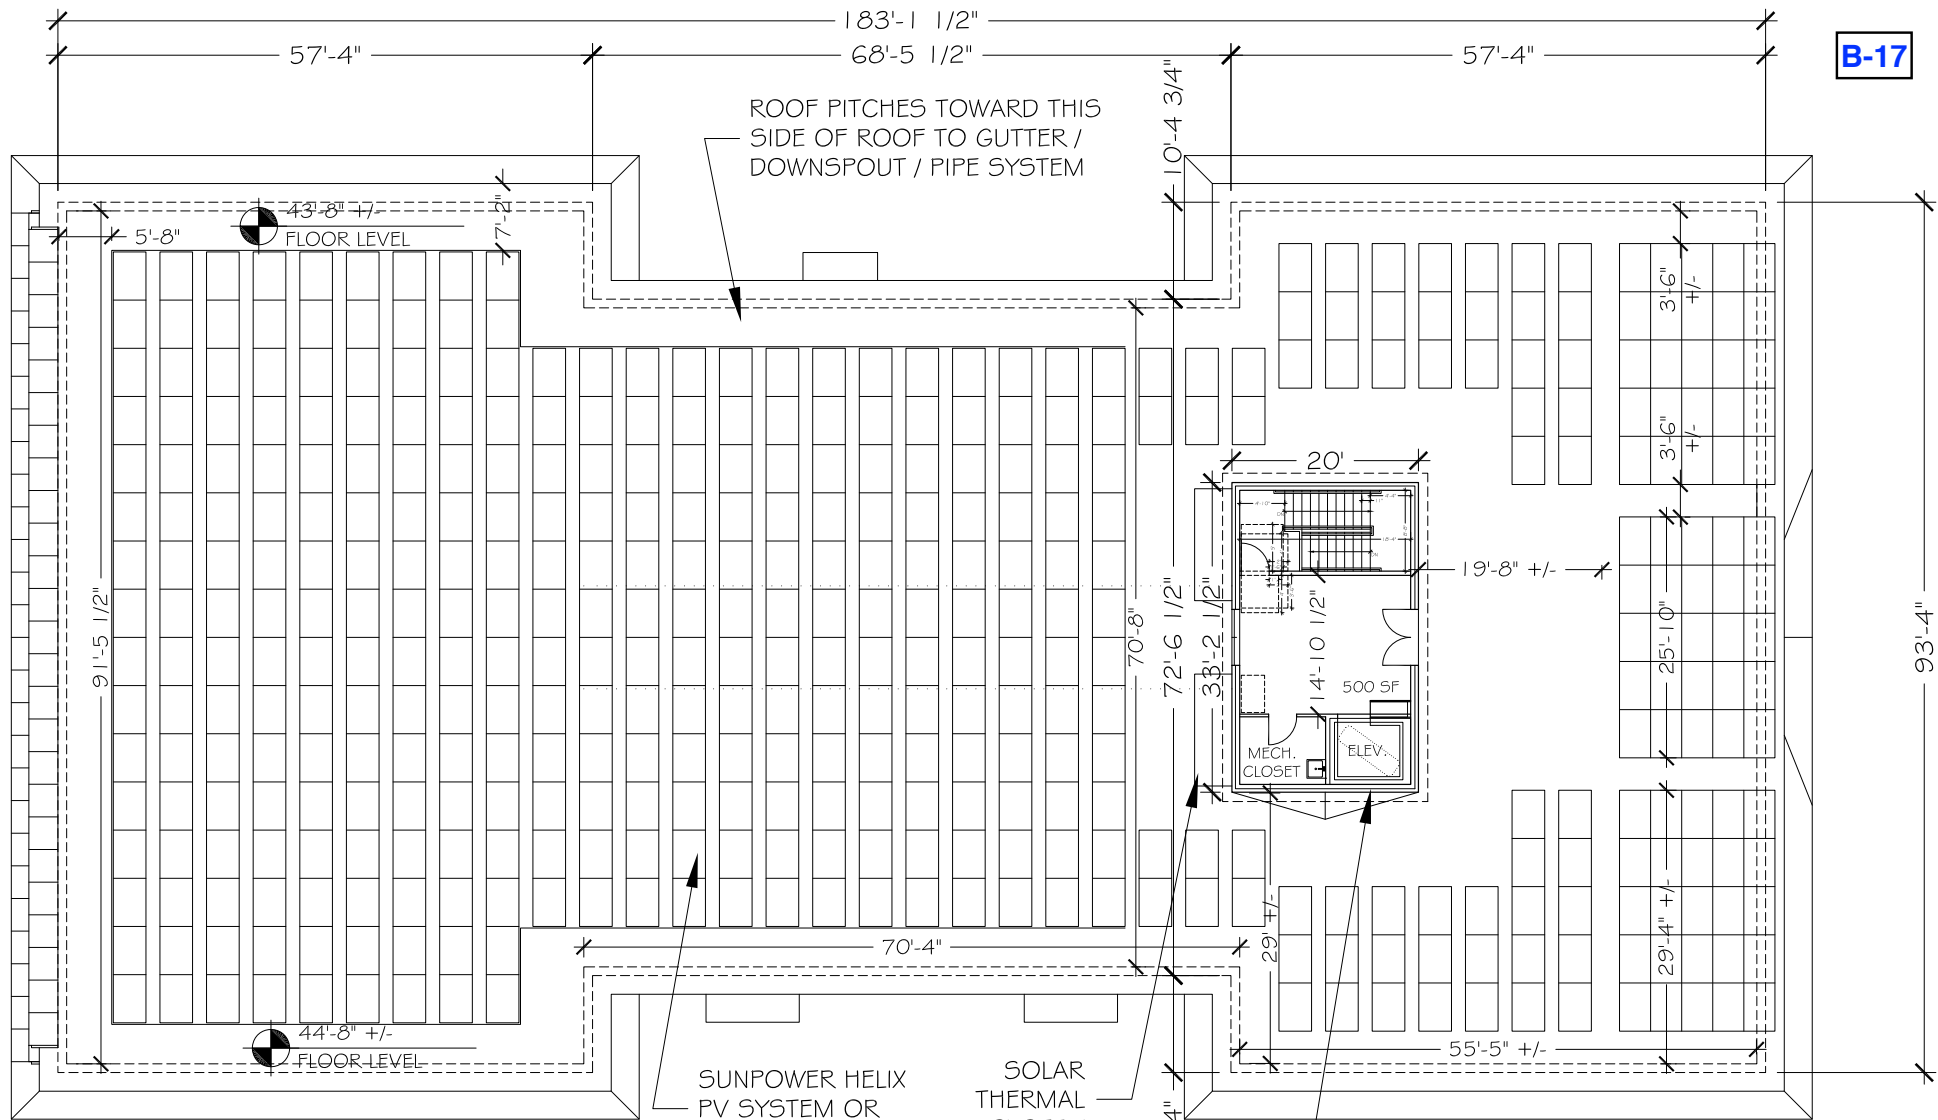 183'-1 1/2"
57'-4"
68'-5 1/2"
57'-4"
B-17
10'-4 3/4"
ROOF PITCHES TOWARD THIS
SIDE OF ROOF TO GUTTER /
DOWNSPOUT / PIPE SYSTEM
43'-8" +/-
FLOOR LEVEL
7'-2"
5'-8"
3'-6"
+/-
3'-6"
+/-
20'
18'-4"
19'-8" +/-
91'-5 1/2"
70'-8"
72'-6 1/2"
33'-2 1/2"
14'-10 1/2"
25'-10"
93'-4"
500 SF
MECH.
CLOSET
ELEV.
29' +/-
29'-4" +/-
70'-4"
44'-8" +/-
FLOOR LEVEL
55'-5" +/-
SUNPOWER HELIX
PV SYSTEM OR
SOLAR
THERMAL
4"